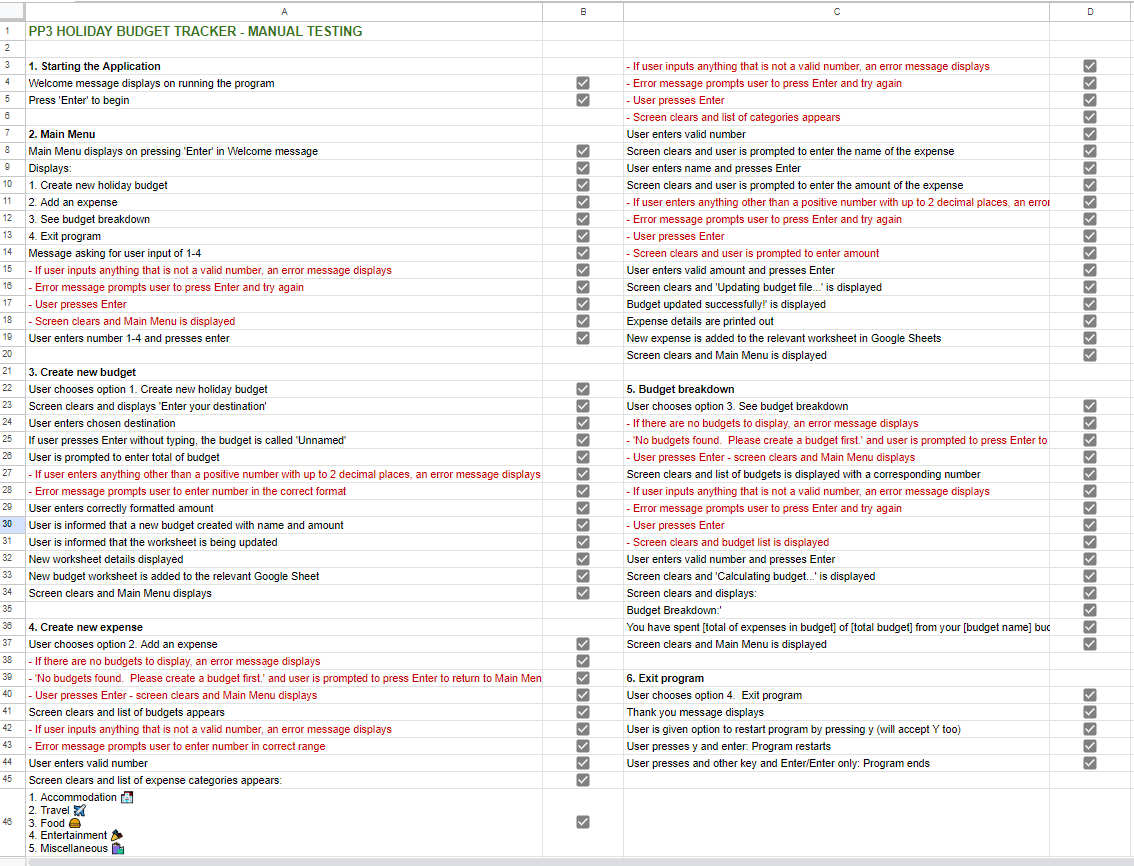 A B C D
1 PP3 HOLIDAY BUDGET TRACKER - MANUAL TESTING
2
3 1. Starting the Application
4 Welcome message displays on running the program
5 Press 'Enter' to begin
6
7 2. Main Menu
8 Main Menu displays on pressing 'Enter' in Welcome message
9 Displays:
10 1. Create new holiday budget
11 2. Add an expense
12 3. See budget breakdown
13 4. Exit program
14 Message asking for user input of 1-4
15 - If user inputs anything that is not a valid number, an error message displays
16 - Error message prompts user to press Enter and try again
17 - User presses Enter
18 - Screen clears and Main Menu is displayed
19 User enters number 1-4 and presses enter
20
21 3. Create new budget
22 User chooses option 1. Create new holiday budget
23 Screen clears and displays 'Enter your destination'
24 User enters chosen destination
25 If user presses Enter without typing, the budget is called 'Unnamed'
26 User is prompted to enter total of budget
27 - If user enters anything other than a positive number with up to 2 decimal places, an error message displays
28 - Error message prompts user to enter number in the correct format
29 User enters correctly formatted amount
30 User is informed that a new budget created with name and amount
31 User is informed that the worksheet is being updated
32 New worksheet details displayed
33 New budget worksheet is added to the relevant Google Sheet
34 Screen clears and Main Menu displays
35
36 4. Create new expense
37 User chooses option 2. Add an expense
38 - If there are no budgets to display, an error message displays
39 - 'No budgets found. Please create a budget first.' and user is prompted to press Enter to return to Main Men
40 - User presses Enter - screen clears and Main Menu displays
41 Screen clears and list of budgets appears
42 - If user inputs anything that is not a valid number, an error message displays
43 - Error message prompts user to enter number in correct range
44 User enters valid number
45 Screen clears and list of expense categories appears:
46 1. Accommodation 🏨
2. Travel ✈️
3. Food 🍔
4. Entertainment 🎉
5. Miscellaneous 🛍️
- If user inputs anything that is not a valid number, an error message displays
- Error message prompts user to press Enter and try again
- User presses Enter
- Screen clears and list of categories appears
User enters valid number
Screen clears and user is prompted to enter the name of the expense
User enters name and presses Enter
Screen clears and user is prompted to enter the amount of the expense
- If user enters anything other than a positive number with up to 2 decimal places, an error
- Error message prompts user to press Enter and try again
- User presses Enter
- Screen clears and user is prompted to enter amount
User enters valid amount and presses Enter
Screen clears and 'Updating budget file...' is displayed
Budget updated successfully!' is displayed
Expense details are printed out
New expense is added to the relevant worksheet in Google Sheets
Screen clears and Main Menu is displayed
5. Budget breakdown
User chooses option 3. See budget breakdown
- If there are no budgets to display, an error message displays
- 'No budgets found. Please create a budget first.' and user is prompted to press Enter to
- User presses Enter - screen clears and Main Menu displays
Screen clears and list of budgets is displayed with a corresponding number
- If user inputs anything that is not a valid number, an error message displays
- Error message prompts user to press Enter and try again
- User presses Enter
- Screen clears and budget list is displayed
User enters valid number and presses Enter
Screen clears and 'Calculating budget...' is displayed
Screen clears and displays:
Budget Breakdown:'
You have spent [total of expenses in budget] of [total budget] from your [budget name] bud
Screen clears and Main Menu is displayed
6. Exit program
User chooses option 4. Exit program
Thank you message displays
User is given option to restart program by pressing y (will accept Y too)
User presses y and enter: Program restarts
User presses and other key and Enter/Enter only: Program ends